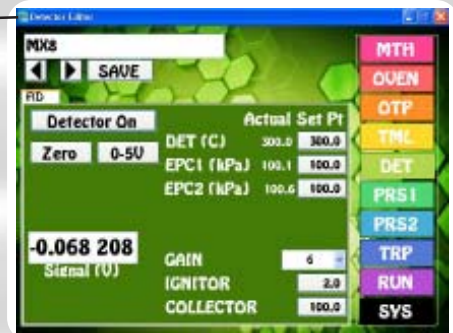 Detector Editor
MX8
SAVE
RD
Detector On
Zero
0-5V
Actual Set Pt
DET (C) 300.0 300.0
EPC1 (kPa) 100.1 100.0
EPC2 (kPa) 100.6 100.0
-0.068 208
Signal (V)
GAIN 6
IGNITOR 2.0
COLLECTOR 100.0
MTH
OVEN
OTP
TML
DET
PRS1
PRS2
TRP
RUN
SYS